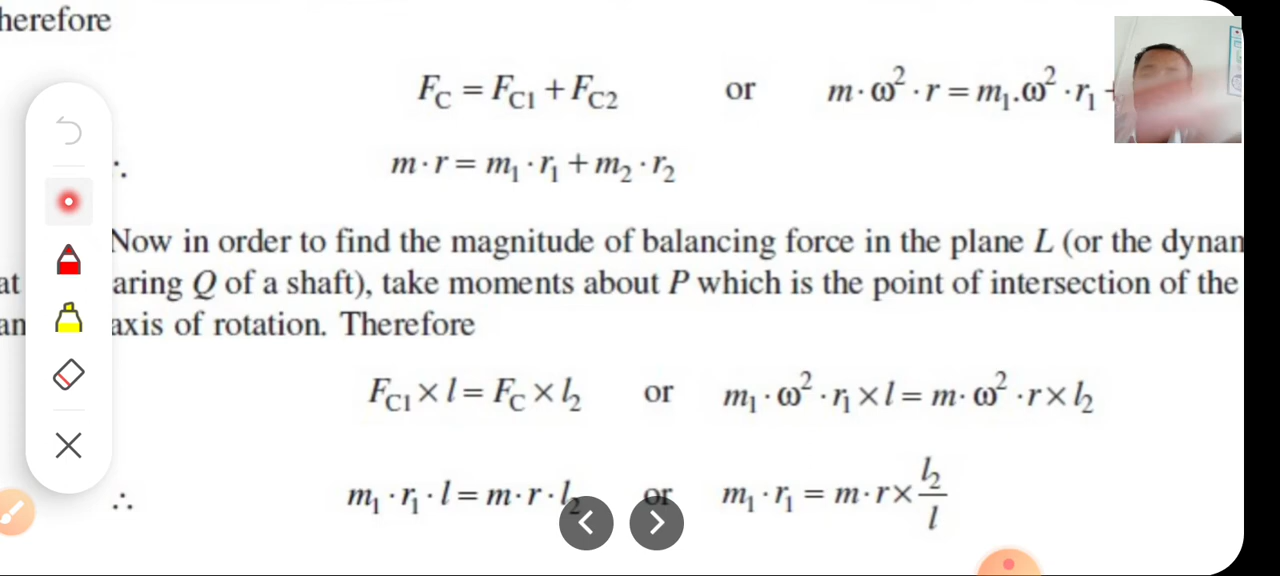 herefore
F_C = F_C1 + F_C2 or m · ω² · r = m₁.ω² · r₁ +
∴ m · r = m₁ · r₁ + m₂ · r₂
Now in order to find the magnitude of balancing force in the plane L (or the dynam
at aring Q of a shaft), take moments about P which is the point of intersection of the
an axis of rotation. Therefore
F_C1 × l = F_C × l₂ or m₁ · ω² · r₁ × l = m · ω² · r × l₂
∴ m₁ · r₁ · l = m · r · l₂ or m₁ · r₁ = m · r × l₂/l